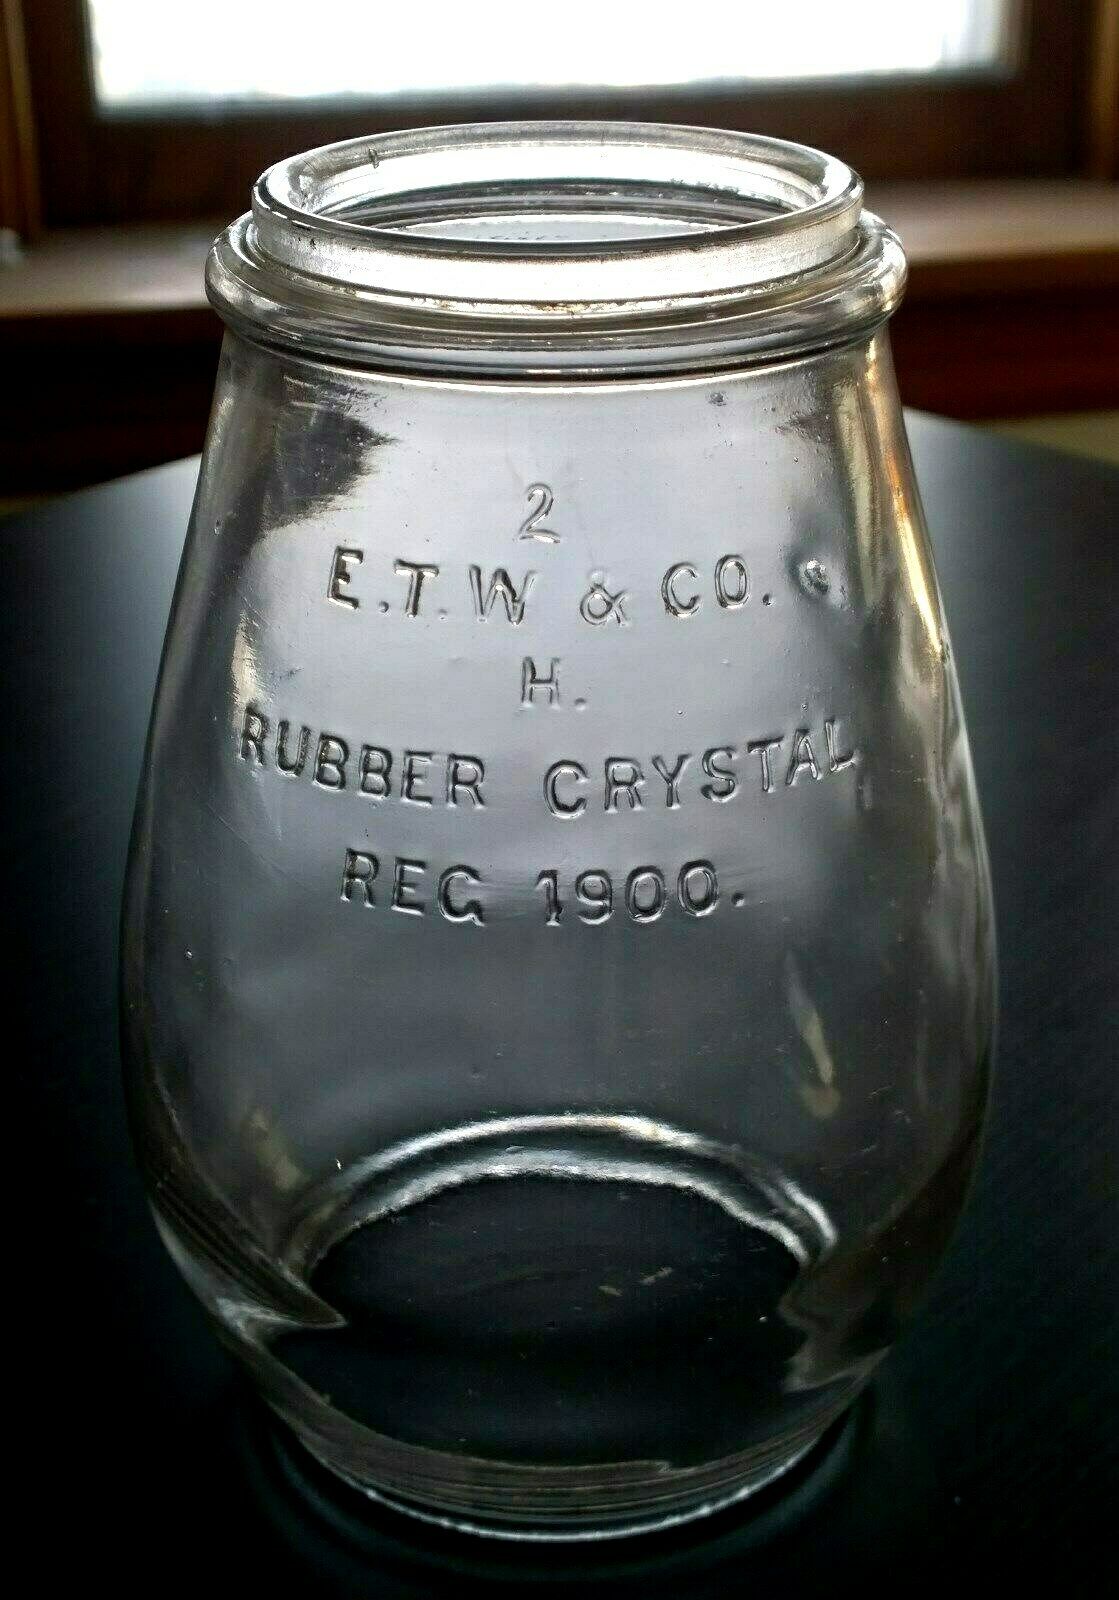 2
E.T.W & CO.
H.
RUBBER CRYSTAL
REG 1900.